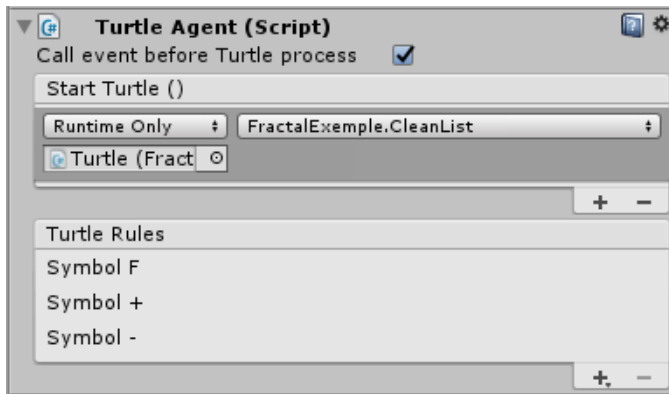 Turtle Agent (Script)
Call event before Turtle process
Start Turtle ()
Runtime Only FractalExemple.CleanList
Turtle (Fract
+ -
Turtle Rules
Symbol F
Symbol +
Symbol -
+ -